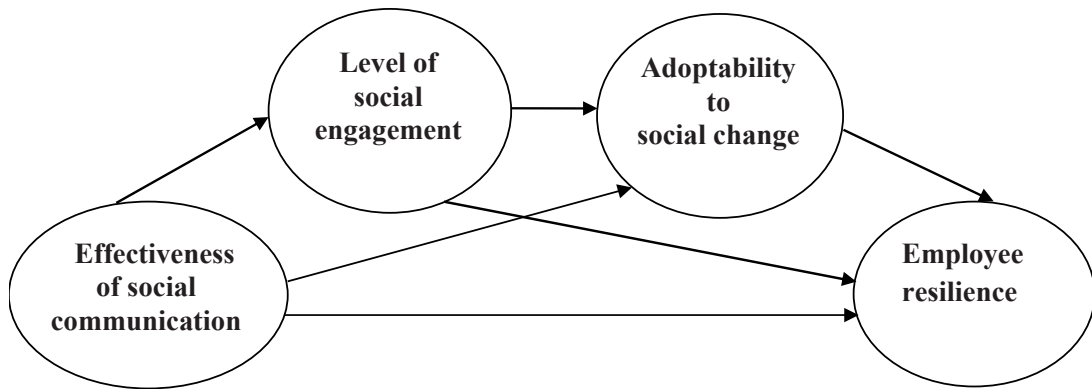 Level of
social
engagement
Adoptability
to
social change
Effectiveness
of social
communication
Employee
resilience